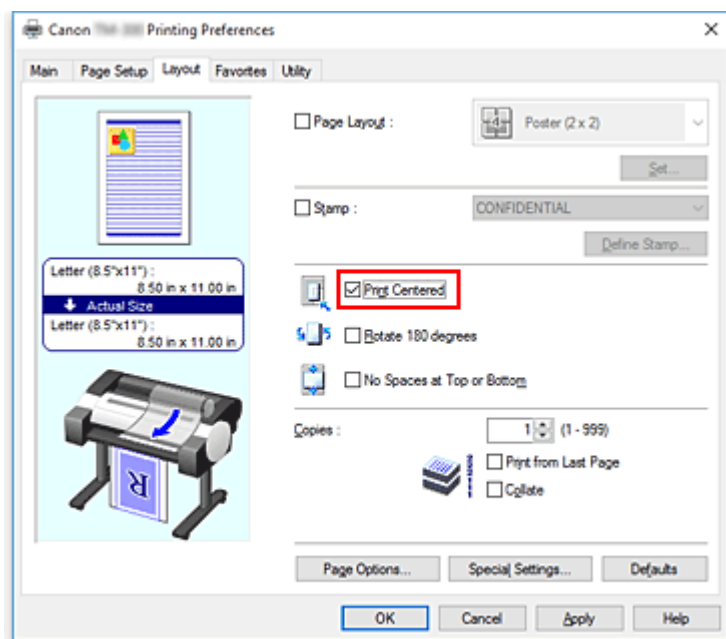 Canon Printing Preferences
Main Page Setup Layout Favorites Utility
Page Layout :
4 Poster (2 x 2)
Set...
Stamp :
CONFIDENTIAL
Define Stamp...
Letter (8.5"x11") :
8.50 in x 11.00 in
Actual Size
Letter (8.5"x11") :
8.50 in x 11.00 in
Print Centered
Rotate 180 degrees
No Spaces at Top or Bottom
R
Copies :
1 (1 - 999)
Print from Last Page
Collate
Page Options... Special Settings... Defaults
OK Cancel Apply Help